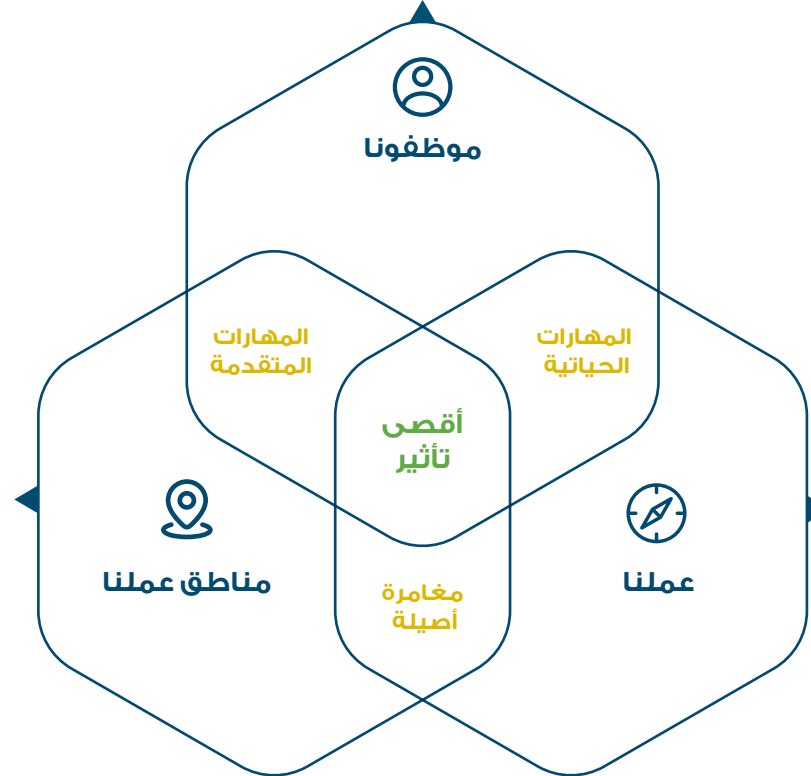 موظفونا
المهارات
الحياتية
المهارات
المتقدمة
أقصى
تأثير
عملنا
مناطق عملنا
مغامرة
أصيلة